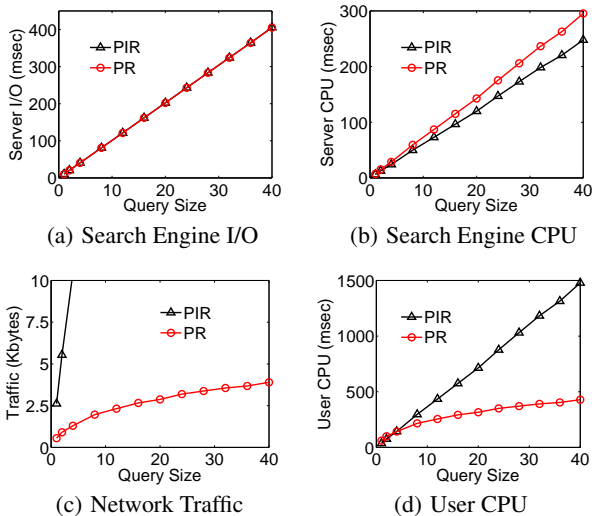 400
300
200
100
0
Server I/O (msec)
PIR
PR
0 10 20 30 40
Query Size
(a) Search Engine I/O
300
200
100
0
Server CPU (msec)
PIR
PR
0 10 20 30 40
Query Size
(b) Search Engine CPU
10
7.5
5
2.5
0
Traffic (Kbytes)
PIR
PR
0 10 20 30 40
Query Size
(c) Network Traffic
1500
1000
500
0
User CPU (msec)
PIR
PR
0 10 20 30 40
Query Size
(d) User CPU